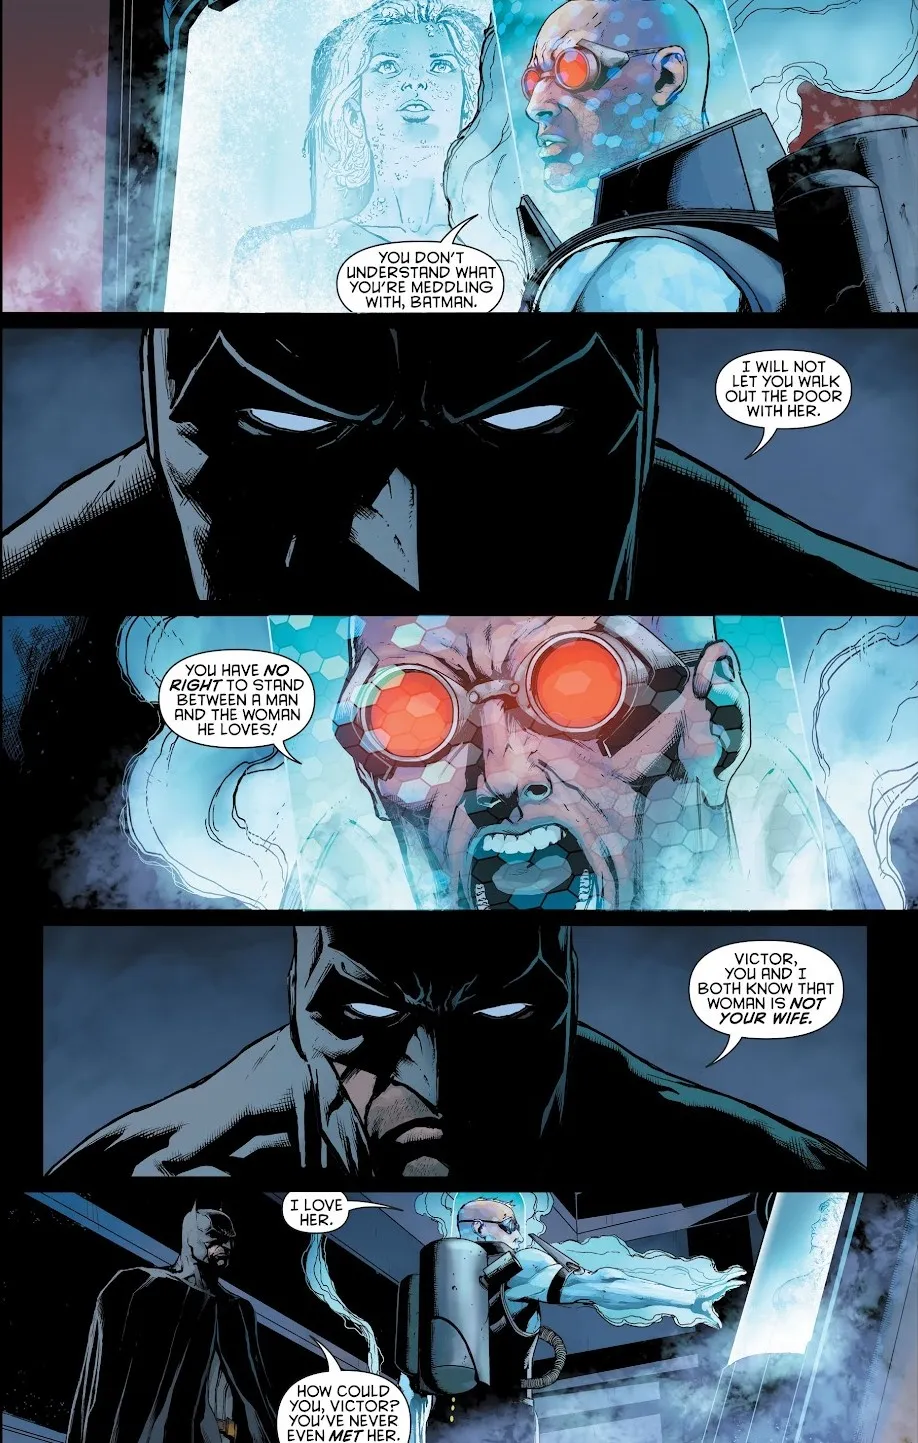 YOU DON'T
UNDERSTAND WHAT
YOU'RE MEDDLING
WITH, BATMAN.
I WILL NOT
LET YOU WALK
OUT THE DOOR
WITH HER.
YOU HAVE NO
RIGHT TO STAND
BETWEEN A MAN
AND THE WOMAN
HE LOVES!
VICTOR,
YOU AND I
BOTH KNOW THAT
WOMAN IS NOT
YOUR WIFE.
I LOVE
HER.
HOW COULD
YOU, VICTOR?
YOU'VE NEVER
EVEN MET HER.